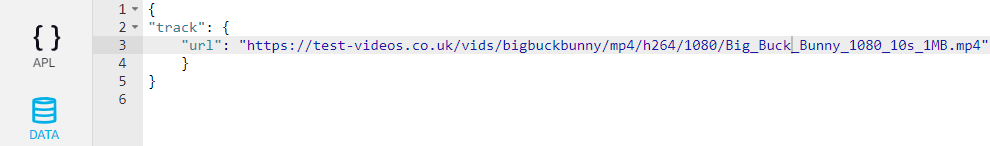 { }
APL
DATA
1 {
2 "track": {
3 "url": "https://test-videos.co.uk/vids/bigbuckbunny/mp4/h264/1080/Big_Buck_Bunny_1080_10s_1MB.mp4"
4 }
5 }
6